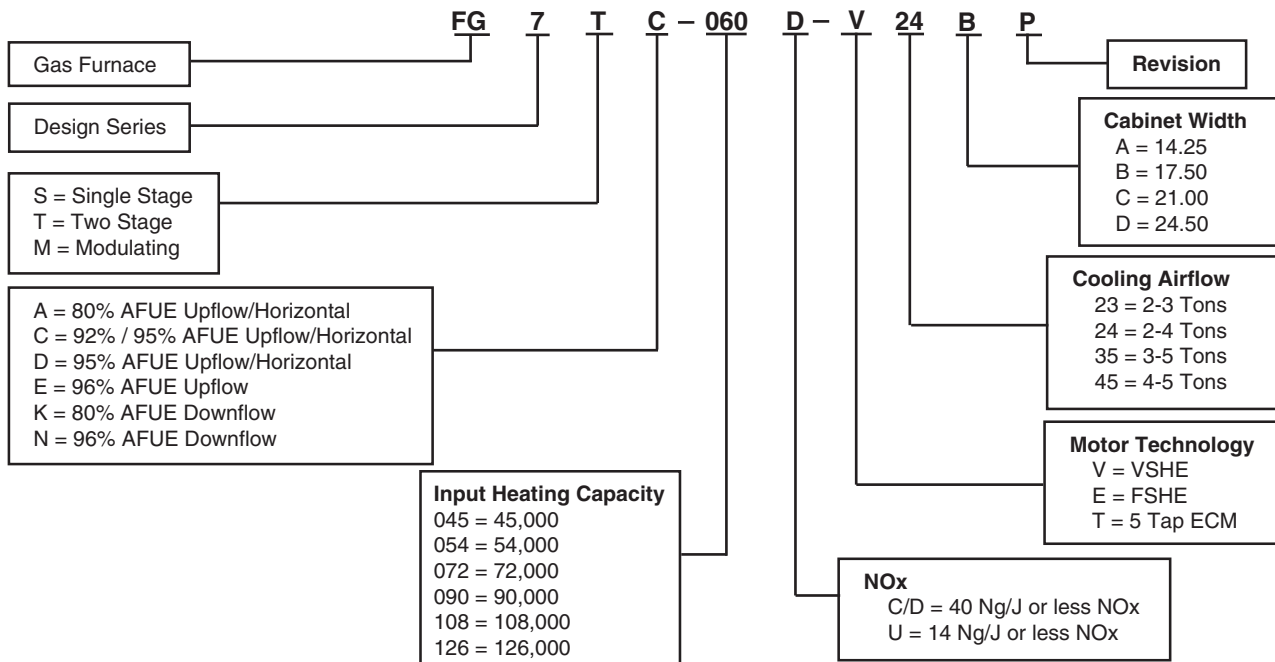 FG 7 T C – 060 D – V 24 B P
Gas Furnace
Design Series
S = Single Stage
T = Two Stage
M = Modulating
A = 80% AFUE Upflow/Horizontal
C = 92% / 95% AFUE Upflow/Horizontal
D = 95% AFUE Upflow/Horizontal
E = 96% AFUE Upflow
K = 80% AFUE Downflow
N = 96% AFUE Downflow
Input Heating Capacity
045 = 45,000
054 = 54,000
072 = 72,000
090 = 90,000
108 = 108,000
126 = 126,000
Revision
Cabinet Width
A = 14.25
B = 17.50
C = 21.00
D = 24.50
Cooling Airflow
23 = 2-3 Tons
24 = 2-4 Tons
35 = 3-5 Tons
45 = 4-5 Tons
Motor Technology
V = VSHE
E = FSHE
T = 5 Tap ECM
NOx
C/D = 40 Ng/J or less NOx
U = 14 Ng/J or less NOx